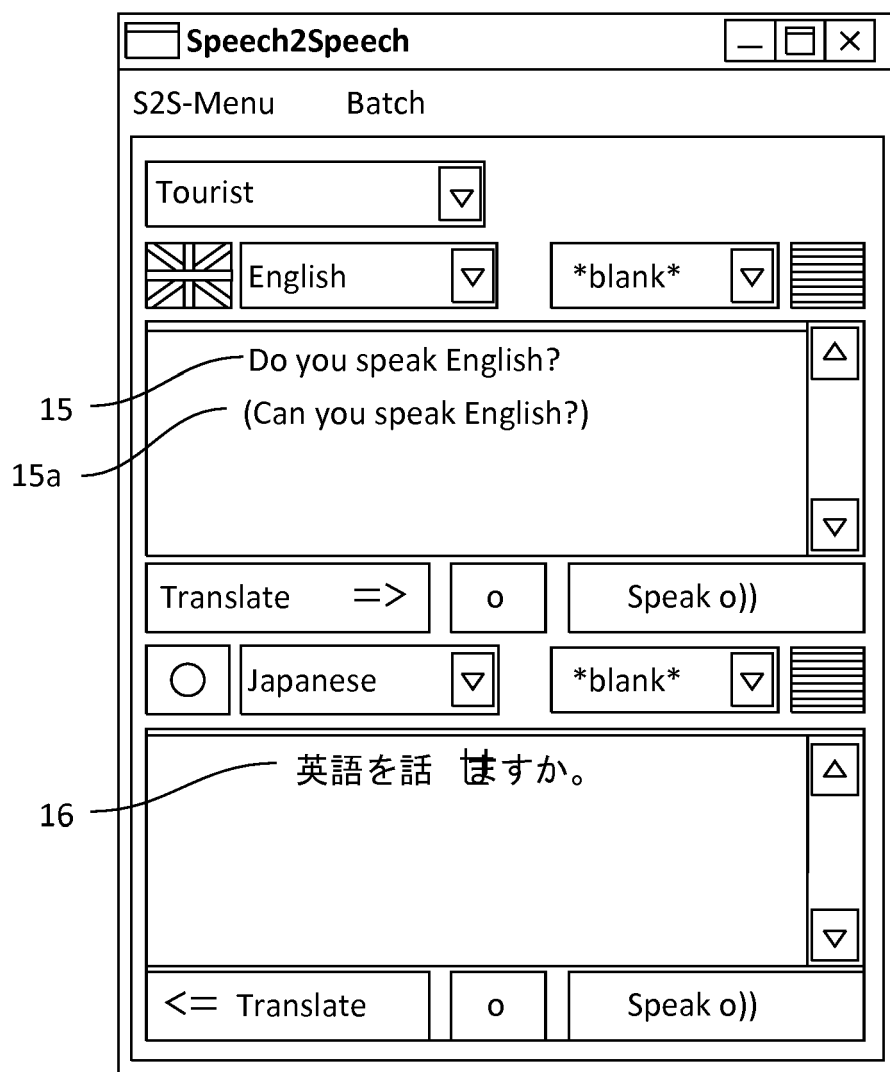 Speech2Speech
S2S-Menu Batch
Tourist
English *blank*
Do you speak English?
(Can you speak English?)
15
15a
Translate => o Speak o))
Japanese *blank*
英語を話 ますか。
16
<= Translate o Speak o))